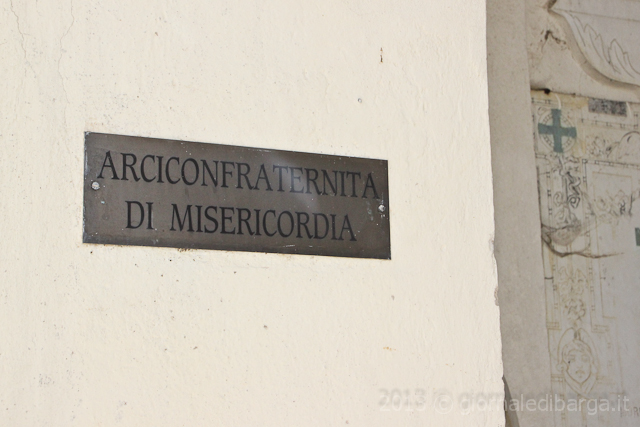 ARCICONFRATERNITA
DI MISERICORDIA
2013 © giornaledibarga.it